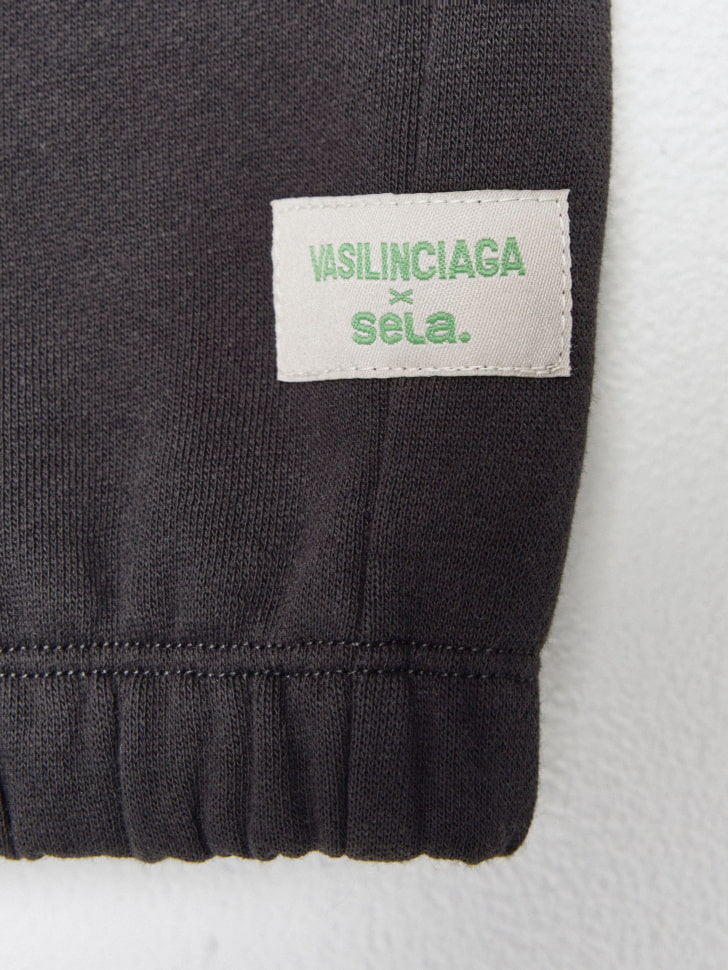 VASILINCIAGA
×
sela.